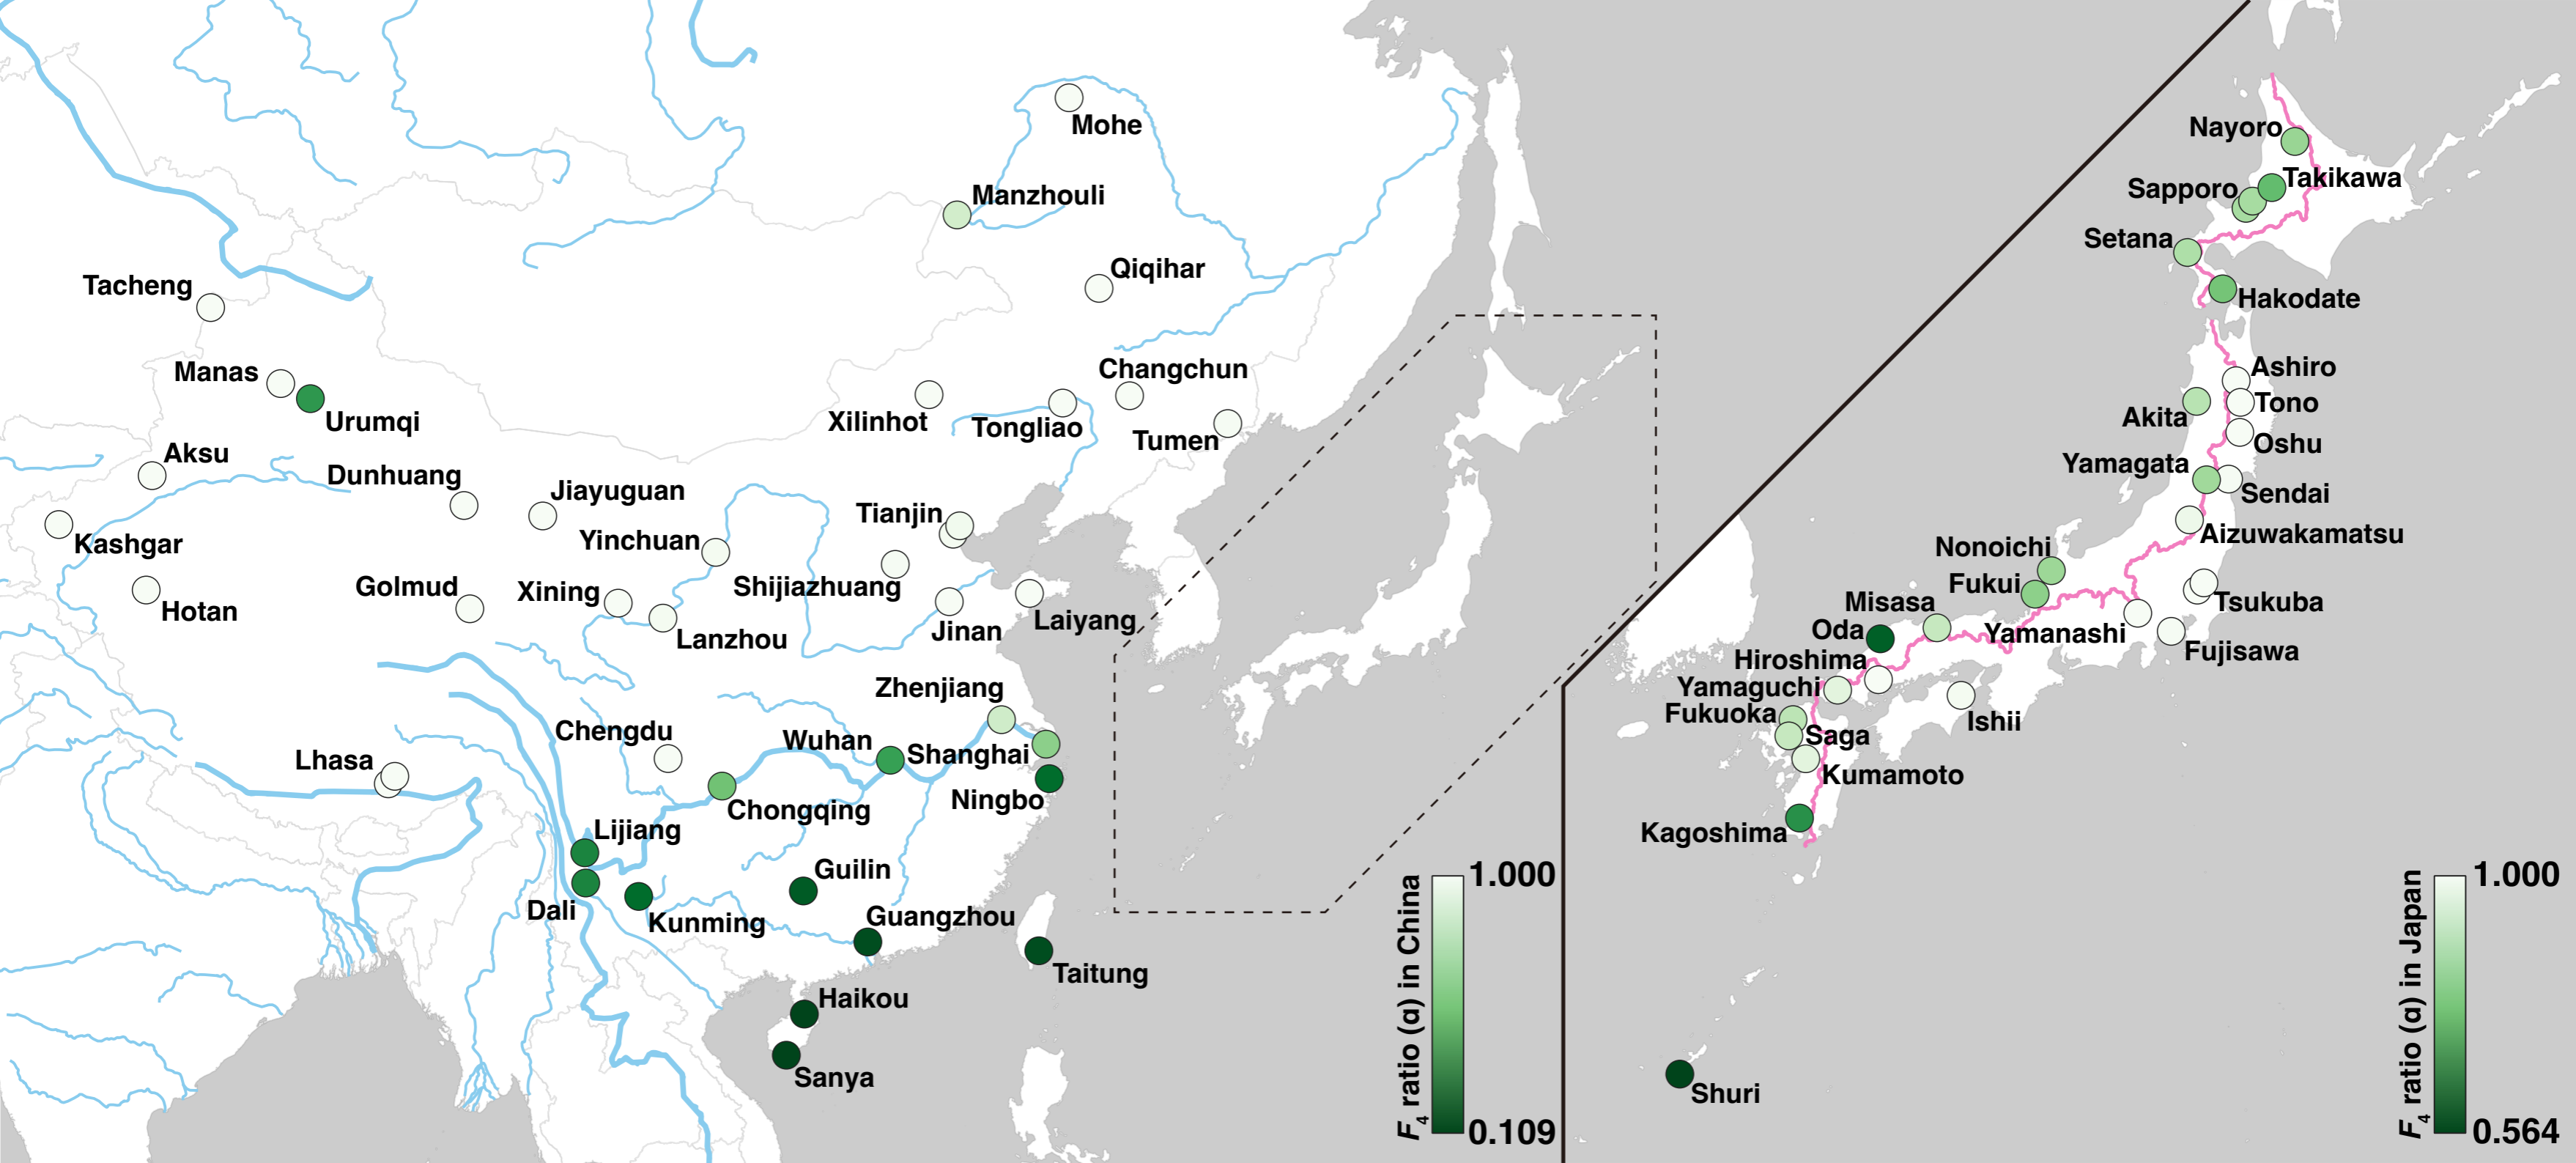 Mohe
Manzhouli
Qiqihar
Tacheng
Manas
Urumqi
Changchun
Xilinhot
Tongliao
Tumen
Aksu
Dunhuang
Jiayuguan
Tianjin
Yinchuan
Kashgar
Shijiazhuang
Golmud
Xining
Hotan
Lanzhou
Jinan
Laiyang
Zhenjiang
Chengdu
Wuhan
Shanghai
Lhasa
Chongqing
Ningbo
Lijiang
Guilin
Dali
Kunming
Guangzhou
Taitung
Haikou
Sanya
F4 ratio (α) in China
1.000
0.109
Nayoro
Takikawa
Sapporo
Setana
Hakodate
Ashiro
Tono
Akita
Oshu
Yamagata
Sendai
Aizuwakamatsu
Nonoichi
Fukui
Misasa
Tsukuba
Oda
Yamanashi
Fujisawa
Hiroshima
Yamaguchi
Fukuoka
Ishii
Saga
Kumamoto
Kagoshima
Shuri
F4 ratio (α) in Japan
1.000
0.564